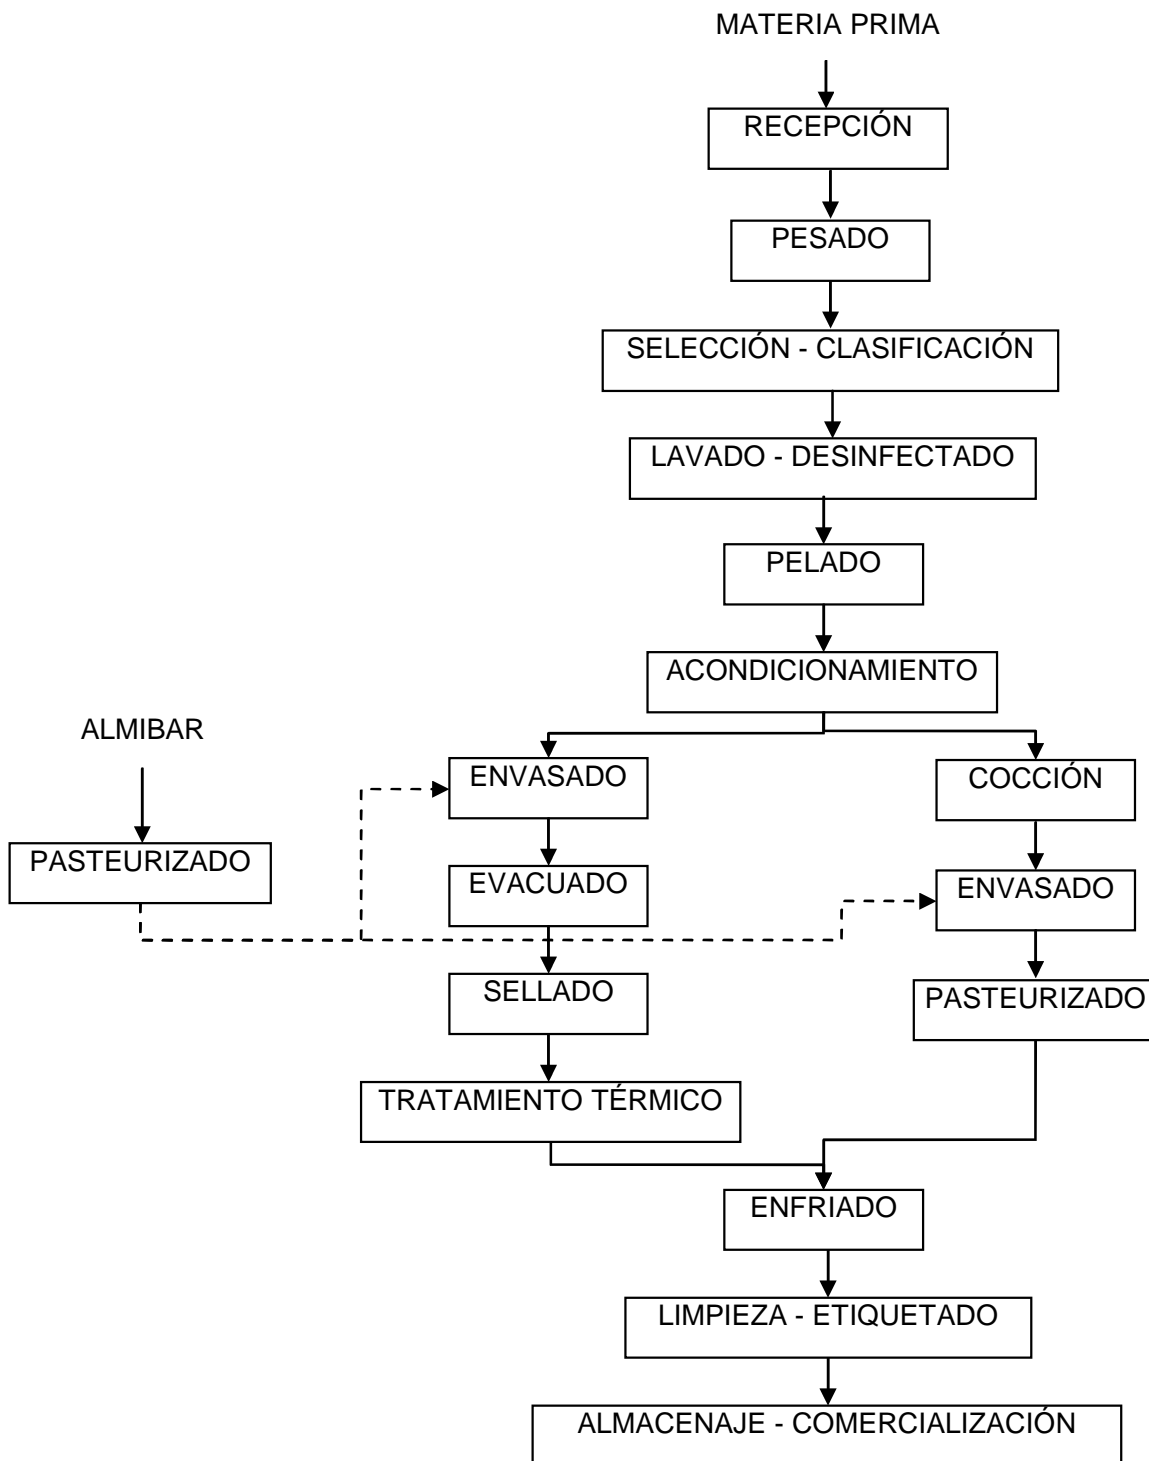 MATERIA PRIMA
RECEPCIÓN
PESADO
SELECCIÓN - CLASIFICACIÓN
LAVADO - DESINFECTADO
PELADO
ACONDICIONAMIENTO
ALMIBAR
ENVASADO
COCCIÓN
PASTEURIZADO
EVACUADO
ENVASADO
SELLADO
PASTEURIZADO
TRATAMIENTO TÉRMICO
ENFRIADO
LIMPIEZA - ETIQUETADO
ALMACENAJE - COMERCIALIZACIÓN